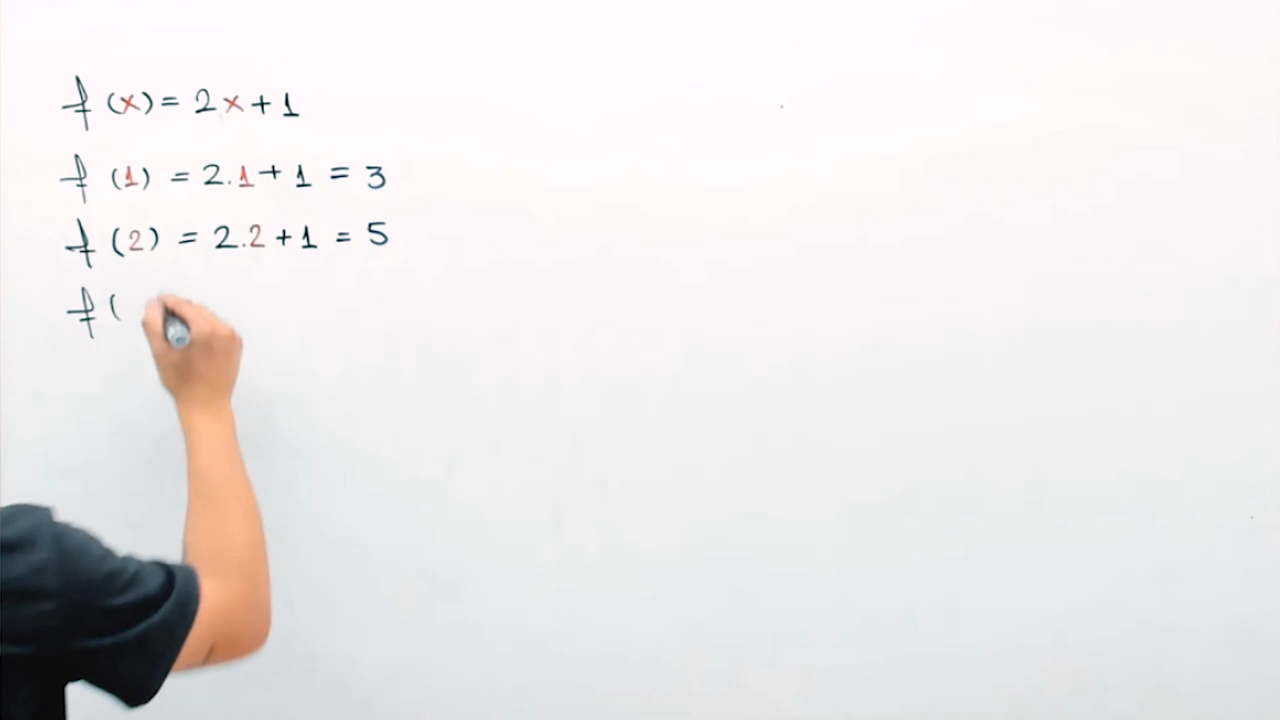 f (x) = 2x + 1
f (1) = 2.1 + 1 = 3
f (2) = 2.2 + 1 = 5
f (